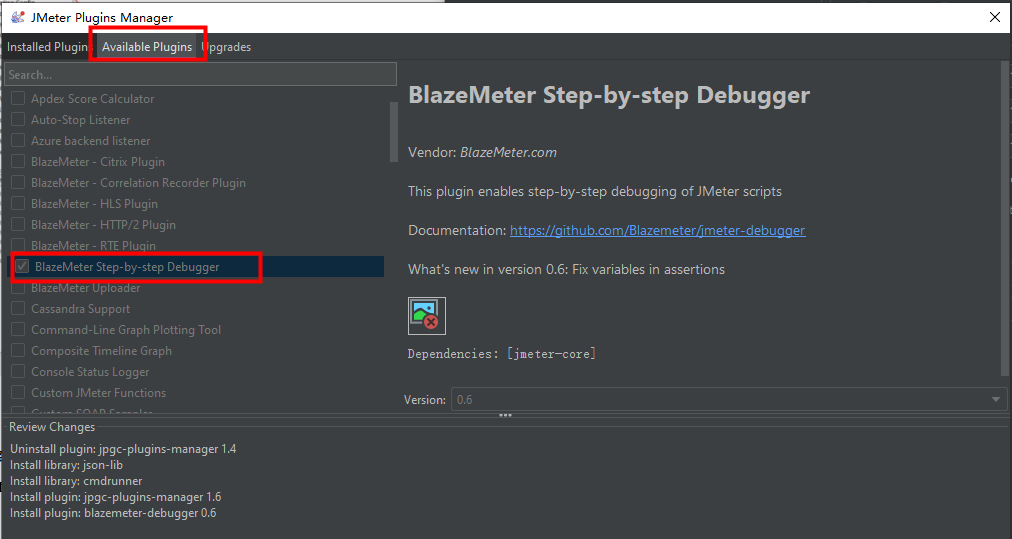 JMeter Plugins Manager
Installed Plugins
Available Plugins
Upgrades
Search...
Apdex Score Calculator
Auto-Stop Listener
Azure backend listener
BlazeMeter - Citrix Plugin
BlazeMeter - Correlation Recorder Plugin
BlazeMeter - HLS Plugin
BlazeMeter - HTTP/2 Plugin
BlazeMeter - RTE Plugin
BlazeMeter Step-by-step Debugger
BlazeMeter Uploader
Cassandra Support
Command-Line Graph Plotting Tool
Composite Timeline Graph
Console Status Logger
Custom JMeter Functions
Custom SOAP Sampler
BlazeMeter Step-by-step Debugger
Vendor: BlazeMeter.com
This plugin enables step-by-step debugging of JMeter scripts
Documentation: https://github.com/Blazemeter/jmeter-debugger
What's new in version 0.6: Fix variables in assertions
Dependencies: [jmeter-core]
Version: 0.6
Review Changes
Uninstall plugin: jpgc-plugins-manager 1.4
Install library: json-lib
Install library: cmdrunner
Install plugin: jpgc-plugins-manager 1.6
Install plugin: blazemeter-debugger 0.6